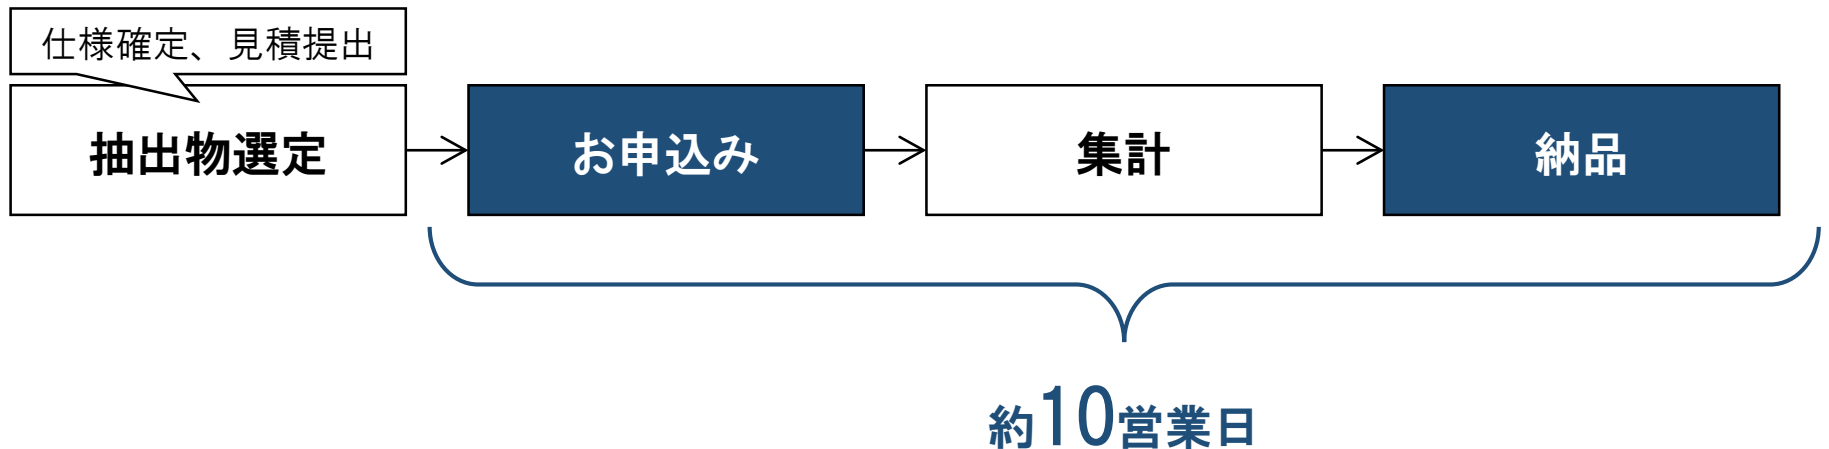 仕様確定、見積提出
抽出物選定
お申込み
集計
納品
約10営業日